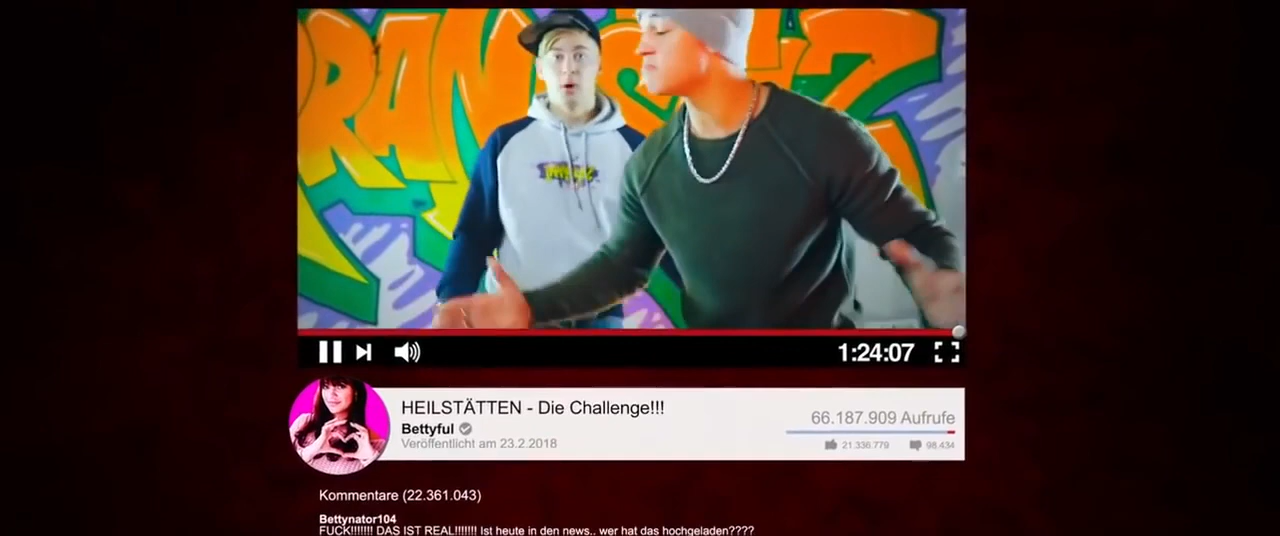 1:24:07
HEILSTÄTTEN - Die Challenge!!!
Bettyful
Veröffentlicht am 23.2.2018
66.187.909 Aufrufe
21.336.779 98.434
Kommentare (22.361.043)
Bettynator104
FUCK!!!!!!! DAS IST REAL!!!!!!! Ist heute in den news.. wer hat das hochgeladen????